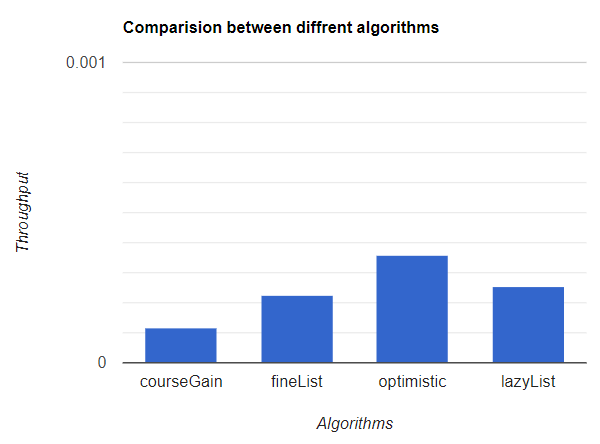 Comparision between diffrent algorithms
0.001
Throughput
0
courseGain fineList optimistic lazyList
Algorithms